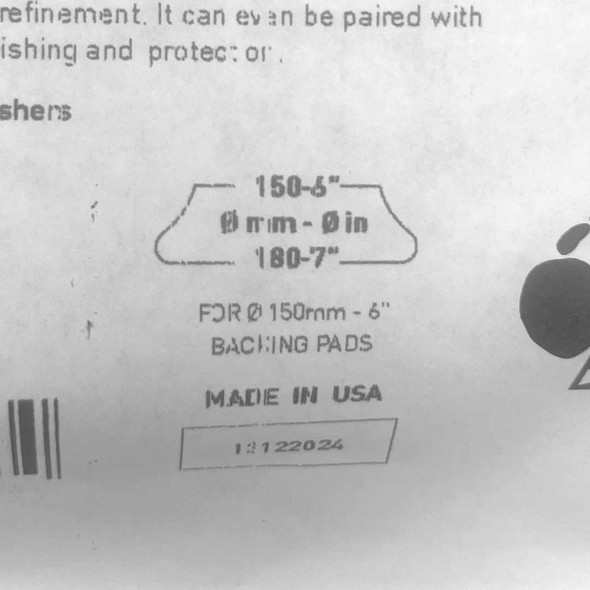 refinement. It can even be paired with
ishing and protector.
shers
150-6"
Ø mm - Ø in
180-7"
FOR Ø 150mm - 6"
BACKING PADS
MADE IN USA